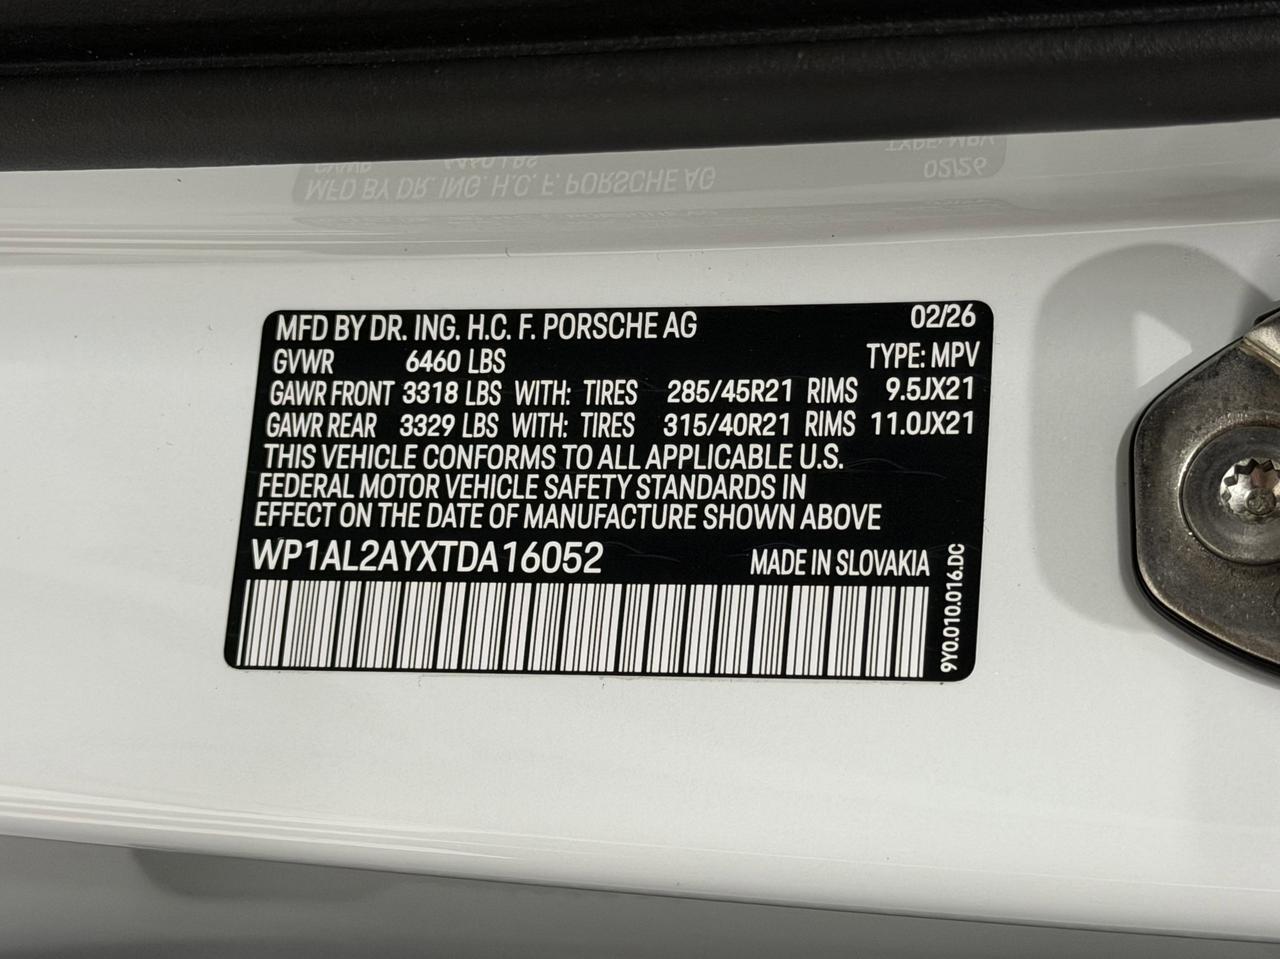 MFD BY DR. ING. H.C. F. PORSCHE AG 02/26
GVWR 6460 LBS TYPE: MPV
GAWR FRONT 3318 LBS WITH: TIRES 285/45R21 RIMS 9.5JX21
GAWR REAR 3329 LBS WITH: TIRES 315/40R21 RIMS 11.0JX21
THIS VEHICLE CONFORMS TO ALL APPLICABLE U.S.
FEDERAL MOTOR VEHICLE SAFETY STANDARDS IN
EFFECT ON THE DATE OF MANUFACTURE SHOWN ABOVE
WP1AL2AYXTDA16052 MADE IN SLOVAKIA
9Y0.010.016.DC